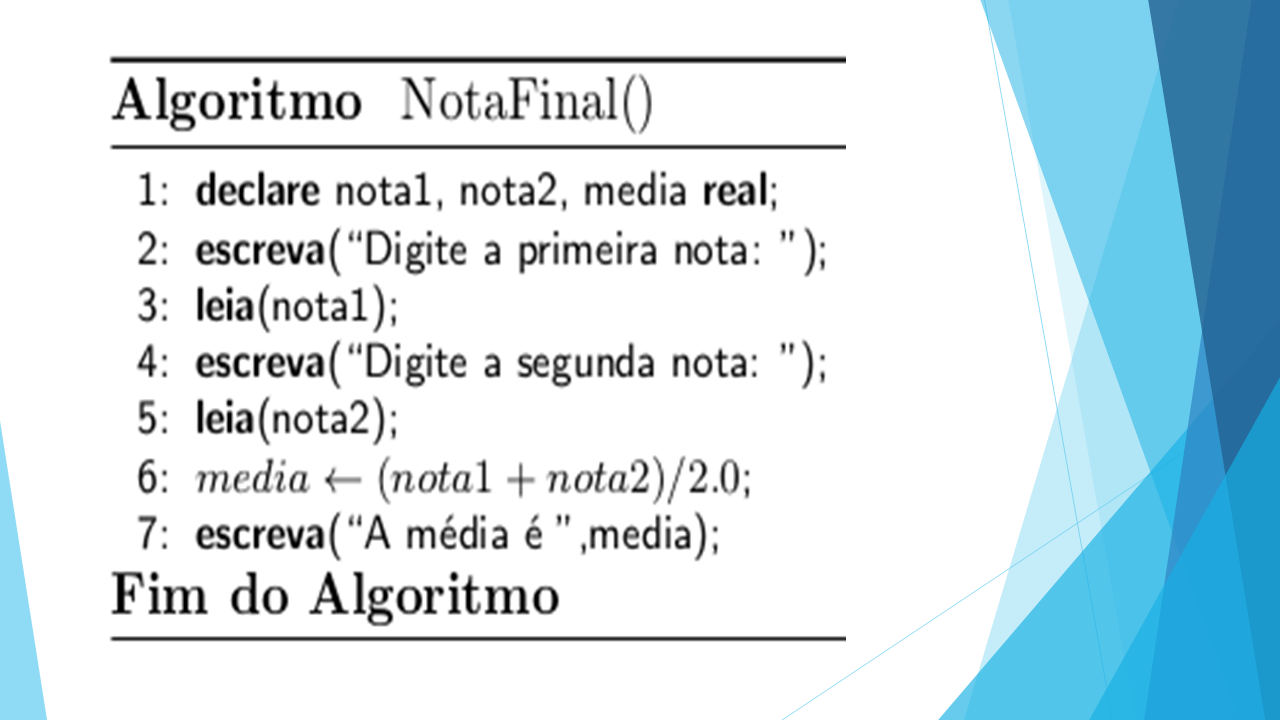 Algoritmo NotaFinal()
1: declare nota1, nota2, media real;
2: escreva(“Digite a primeira nota: ”);
3: leia(nota1);
4: escreva(“Digite a segunda nota: ”);
5: leia(nota2);
6: media ← (nota1 + nota2)/2.0;
7: escreva(“A média é ”,media);
Fim do Algoritmo